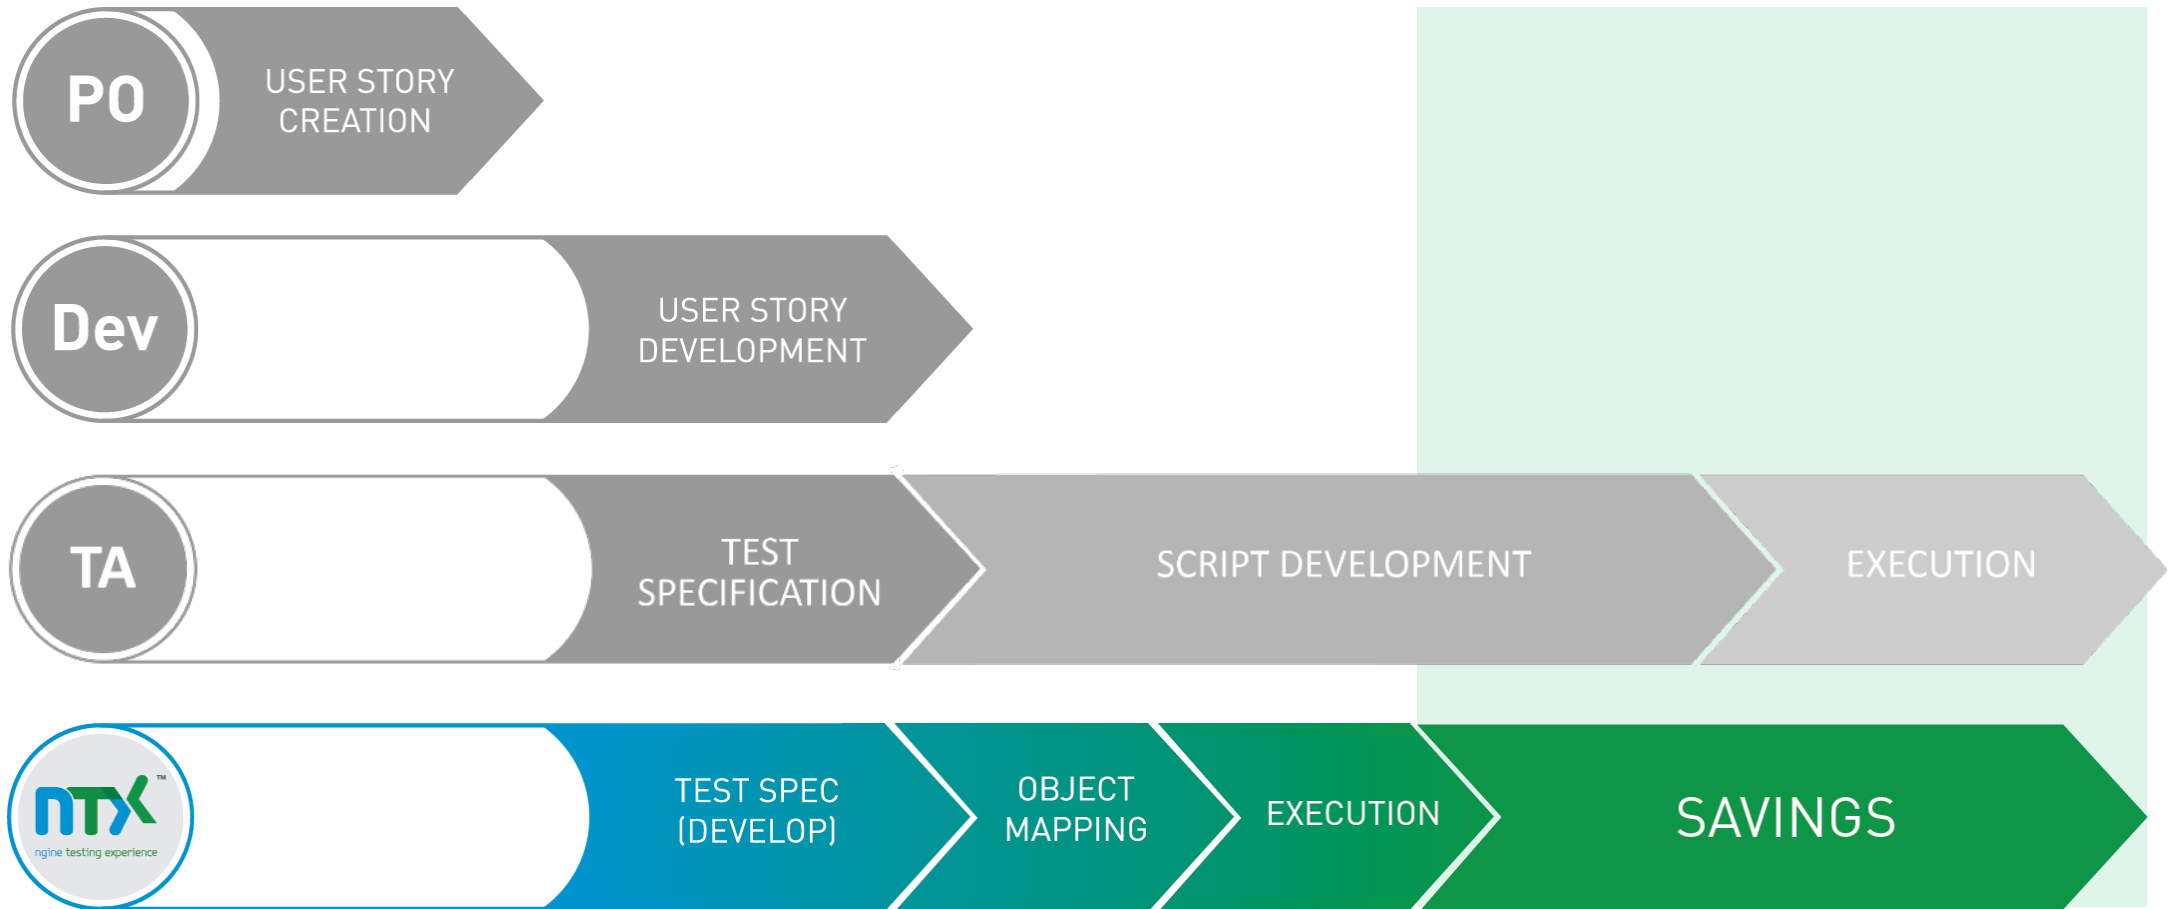 PO
USER STORY
CREATION
Dev
USER STORY
DEVELOPMENT
TA
TEST
SPECIFICATION
SCRIPT DEVELOPMENT
EXECUTION
nTX™
ngine testing experience
TEST SPEC
(DEVELOP)
OBJECT
MAPPING
EXECUTION
SAVINGS